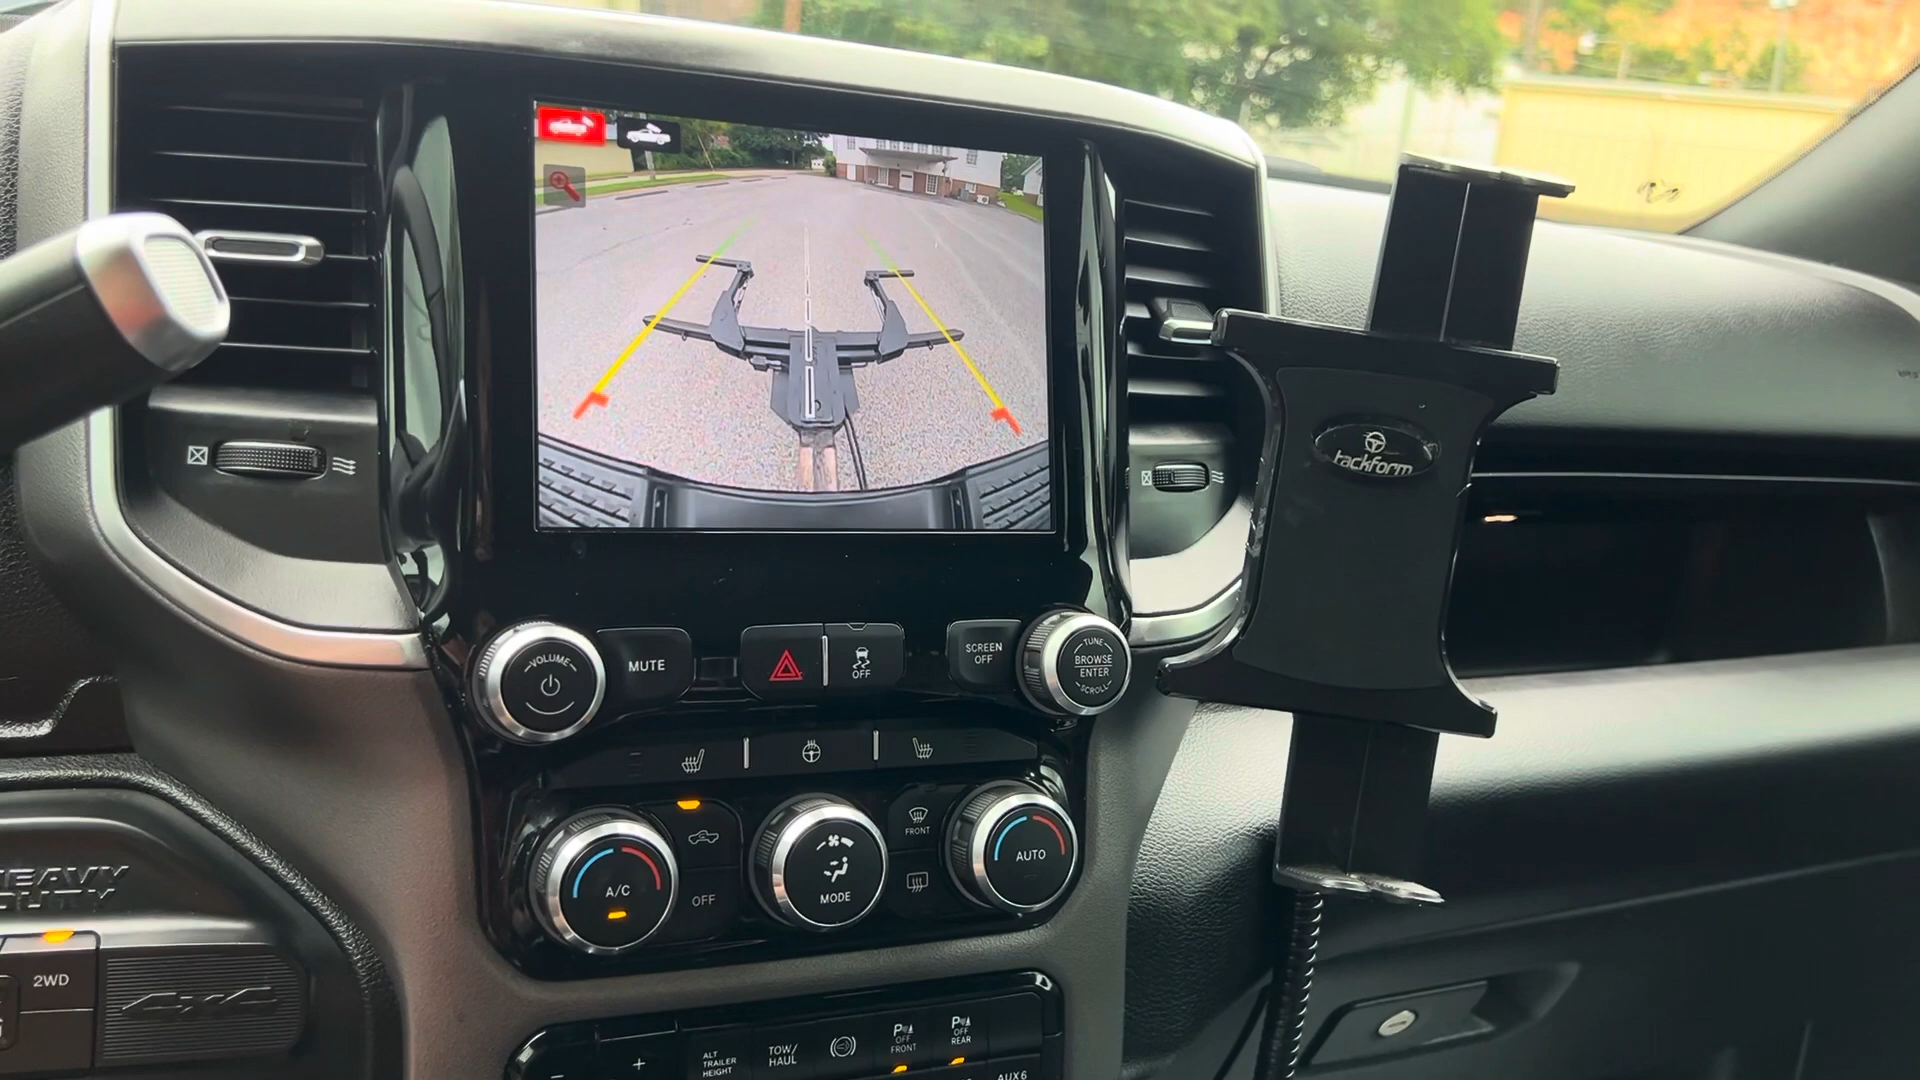 tackform
VOLUME
MUTE
OFF
SCREEN
OFF
TUNE
BROWSE
ENTER
SCROLL
A/C
OFF
MODE
FRONT
AUTO
HEAVY
DUTY
2WD
4x4
ALT
TRAILER
HEIGHT
TOW/
HAUL
P
OFF
FRONT
P
OFF
REAR
AUX6